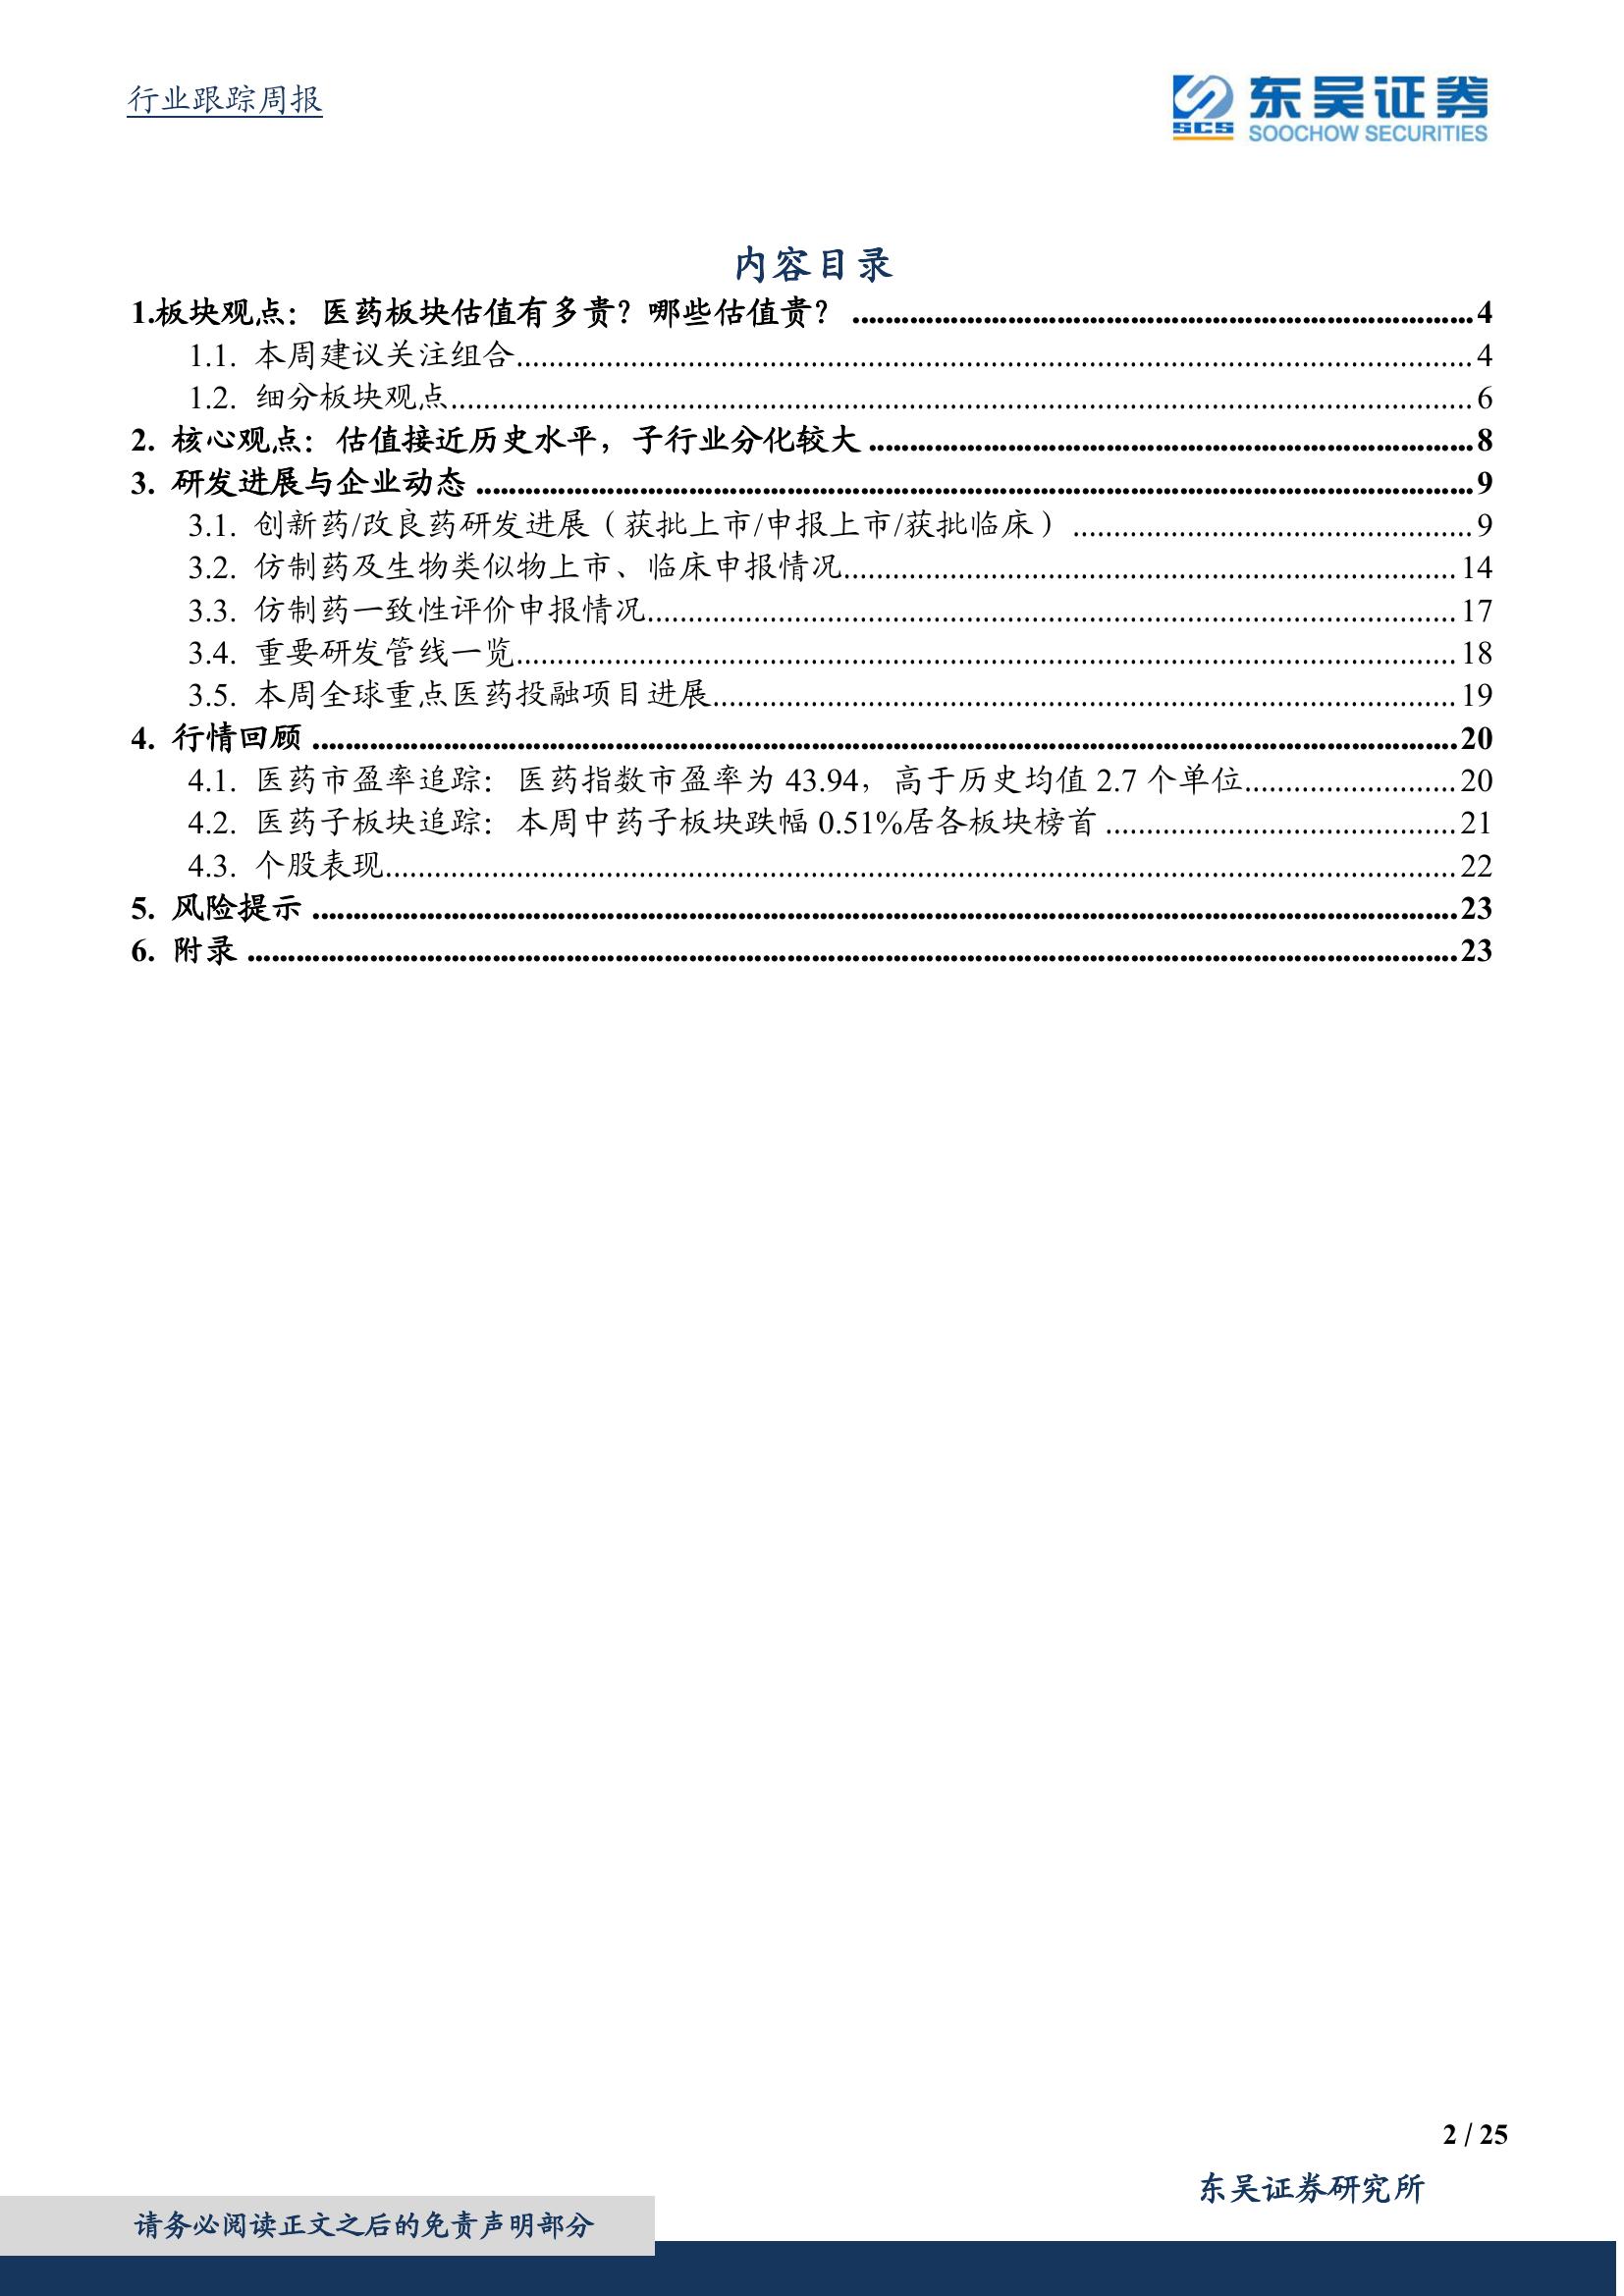 行业跟踪周报
东吴证券
SCS
SOOCHOW SECURITIES
内容目录
1.板块观点：医药板块估值有多贵？哪些估值贵？ ........................................ 4
1.1. 本周建议关注组合........................................ 4
1.2. 细分板块观点........................................ 6
2. 核心观点：估值接近历史水平，子行业分化较大 ........................................ 8
3. 研发进展与企业动态 ........................................ 9
3.1. 创新药/改良药研发进展（获批上市/申报上市/获批临床） ........................................ 9
3.2. 仿制药及生物类似物上市、临床申报情况........................................ 14
3.3. 仿制药一致性评价申报情况........................................ 17
3.4. 重要研发管线一览........................................ 18
3.5. 本周全球重点医药投融项目进展........................................ 19
4. 行情回顾 ........................................ 20
4.1. 医药市盈率追踪：医药指数市盈率为 43.94，高于历史均值 2.7 个单位........................................ 20
4.2. 医药子板块追踪：本周中药子板块跌幅 0.51%居各板块榜首 ........................................ 21
4.3. 个股表现........................................ 22
5. 风险提示 ........................................ 23
6. 附录 ........................................ 23
2 / 25
东吴证券研究所
请务必阅读正文之后的免责声明部分